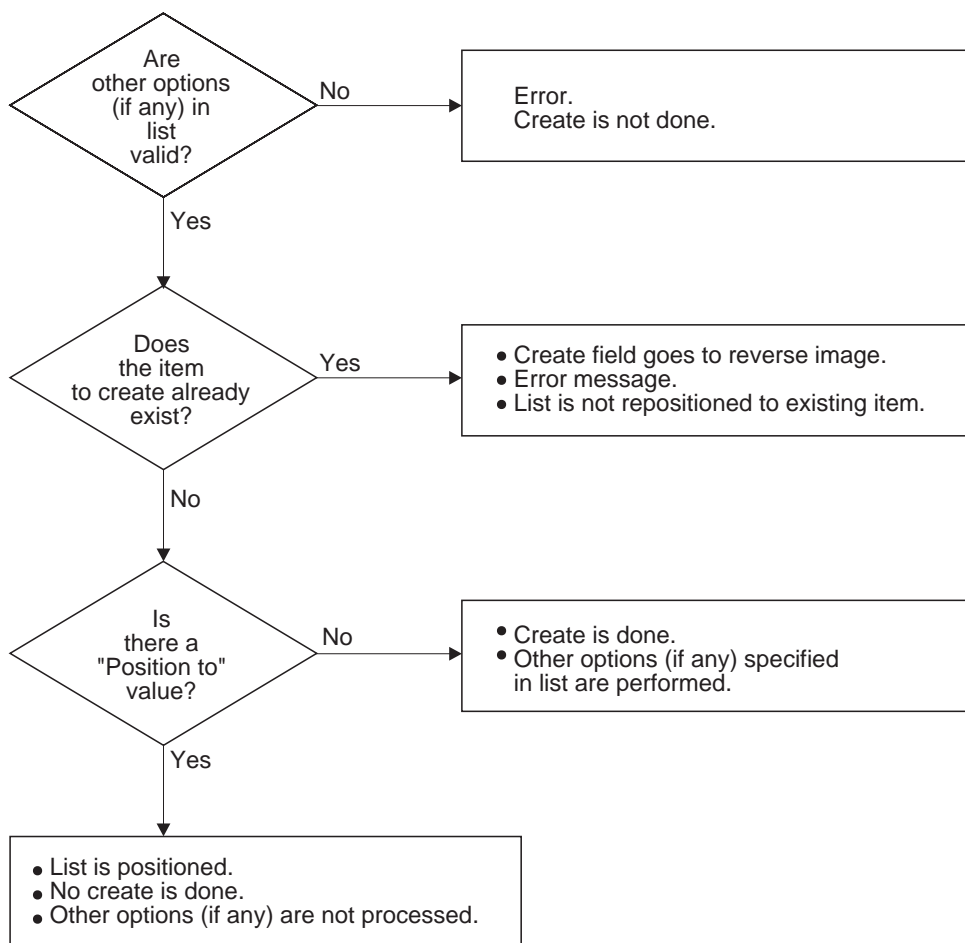 Are
other options
(if any) in
list
valid?
No
Error.
Create is not done.
Yes
Does
the item
to create already
exist?
Yes
• Create field goes to reverse image.
• Error message.
• List is not repositioned to existing item.
No
Is
there a
"Position to"
value?
No
• Create is done.
• Other options (if any) specified
in list are performed.
Yes
• List is positioned.
• No create is done.
• Other options (if any) are not processed.